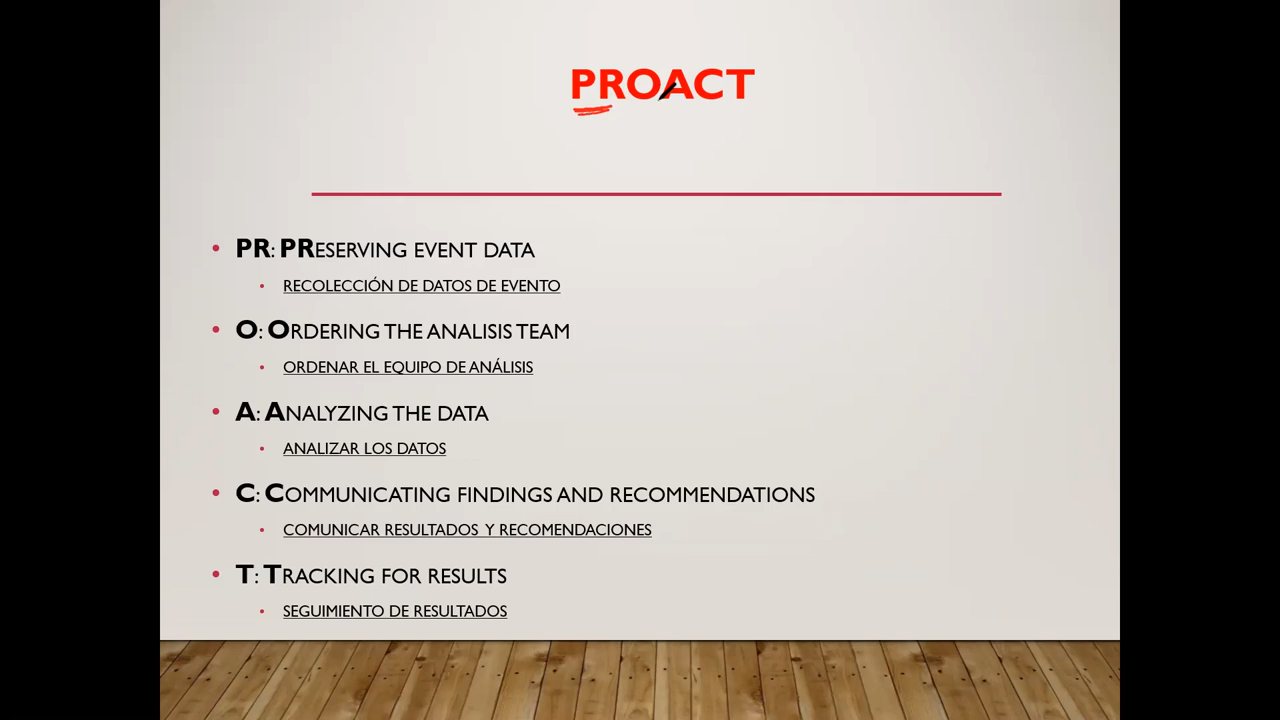 PROACT
PR: PRESERVING EVENT DATA
RECOLECCIÓN DE DATOS DE EVENTO
O: ORDERING THE ANALISIS TEAM
ORDENAR EL EQUIPO DE ANÁLISIS
A: ANALYZING THE DATA
ANALIZAR LOS DATOS
C: COMMUNICATING FINDINGS AND RECOMMENDATIONS
COMUNICAR RESULTADOS Y RECOMENDACIONES
T: TRACKING FOR RESULTS
SEGUIMIENTO DE RESULTADOS